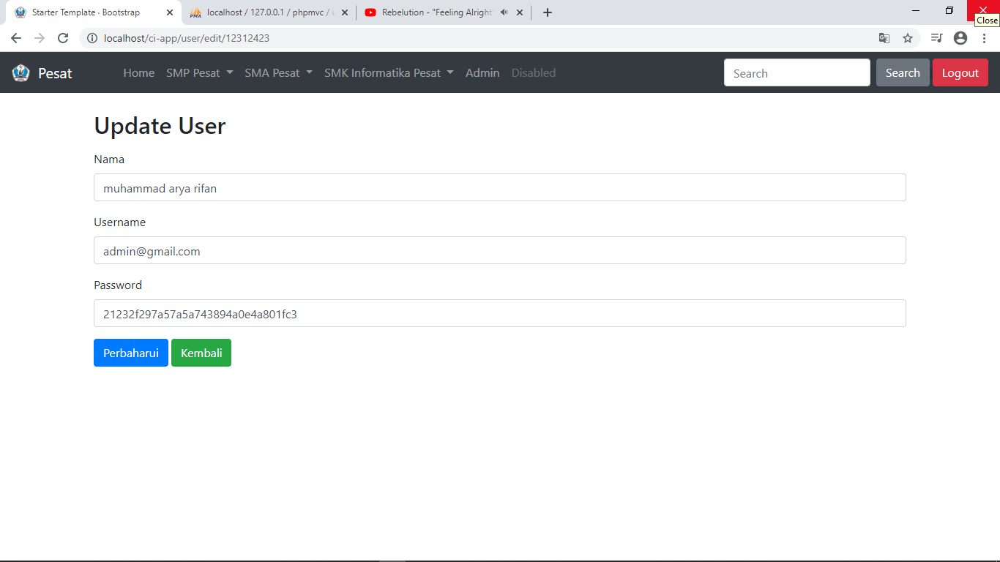 Starter Template · Bootstrap
localhost / 127.0.0.1 / phpmvc / u
Rebelution - "Feeling Alright"
Close
localhost/ci-app/user/edit/12312423
Pesat Home SMP Pesat SMA Pesat SMK Informatika Pesat Admin Disabled Search Search Logout
Update User
Nama
muhammad arya rifan
Username
admin@gmail.com
Password
21232f297a57a5a743894a0e4a801fc3
Perbaharui Kembali